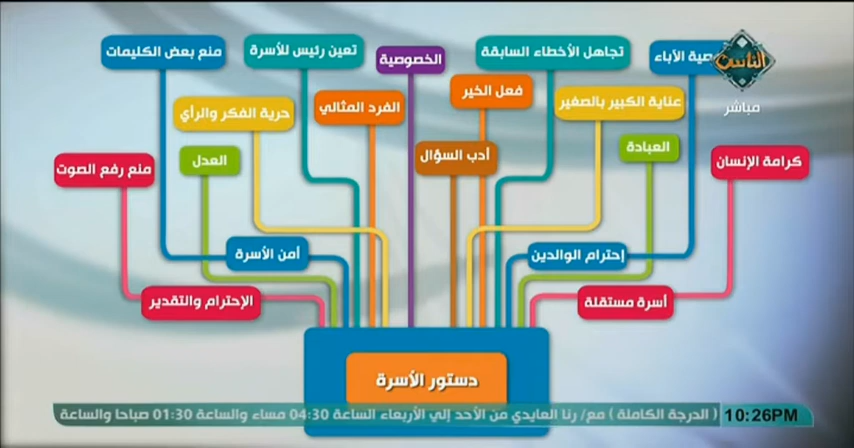 الناس
مباشر
صية الآباء
تجاهل الأخطاء السابقة
الخصوصية
تعين رئيس للأسرة
منع بعض الكليمات
عناية الكبير بالصغير
فعل الخير
الفرد المثالي
حرية الفكر والرأي
كرامة الإنسان
العبادة
أدب السؤال
العدل
منع رفع الصوت
إحترام الوالدين
أمن الأسرة
أسرة مستقلة
الإحترام والتقدير
دستور الأسرة
( الدرجة الكاملة ) مع/ رنا العايدي من الأحد إلي الأربعاء الساعة 04:30 مساء والساعة 01:30 صباحا والساعة
10:26PM